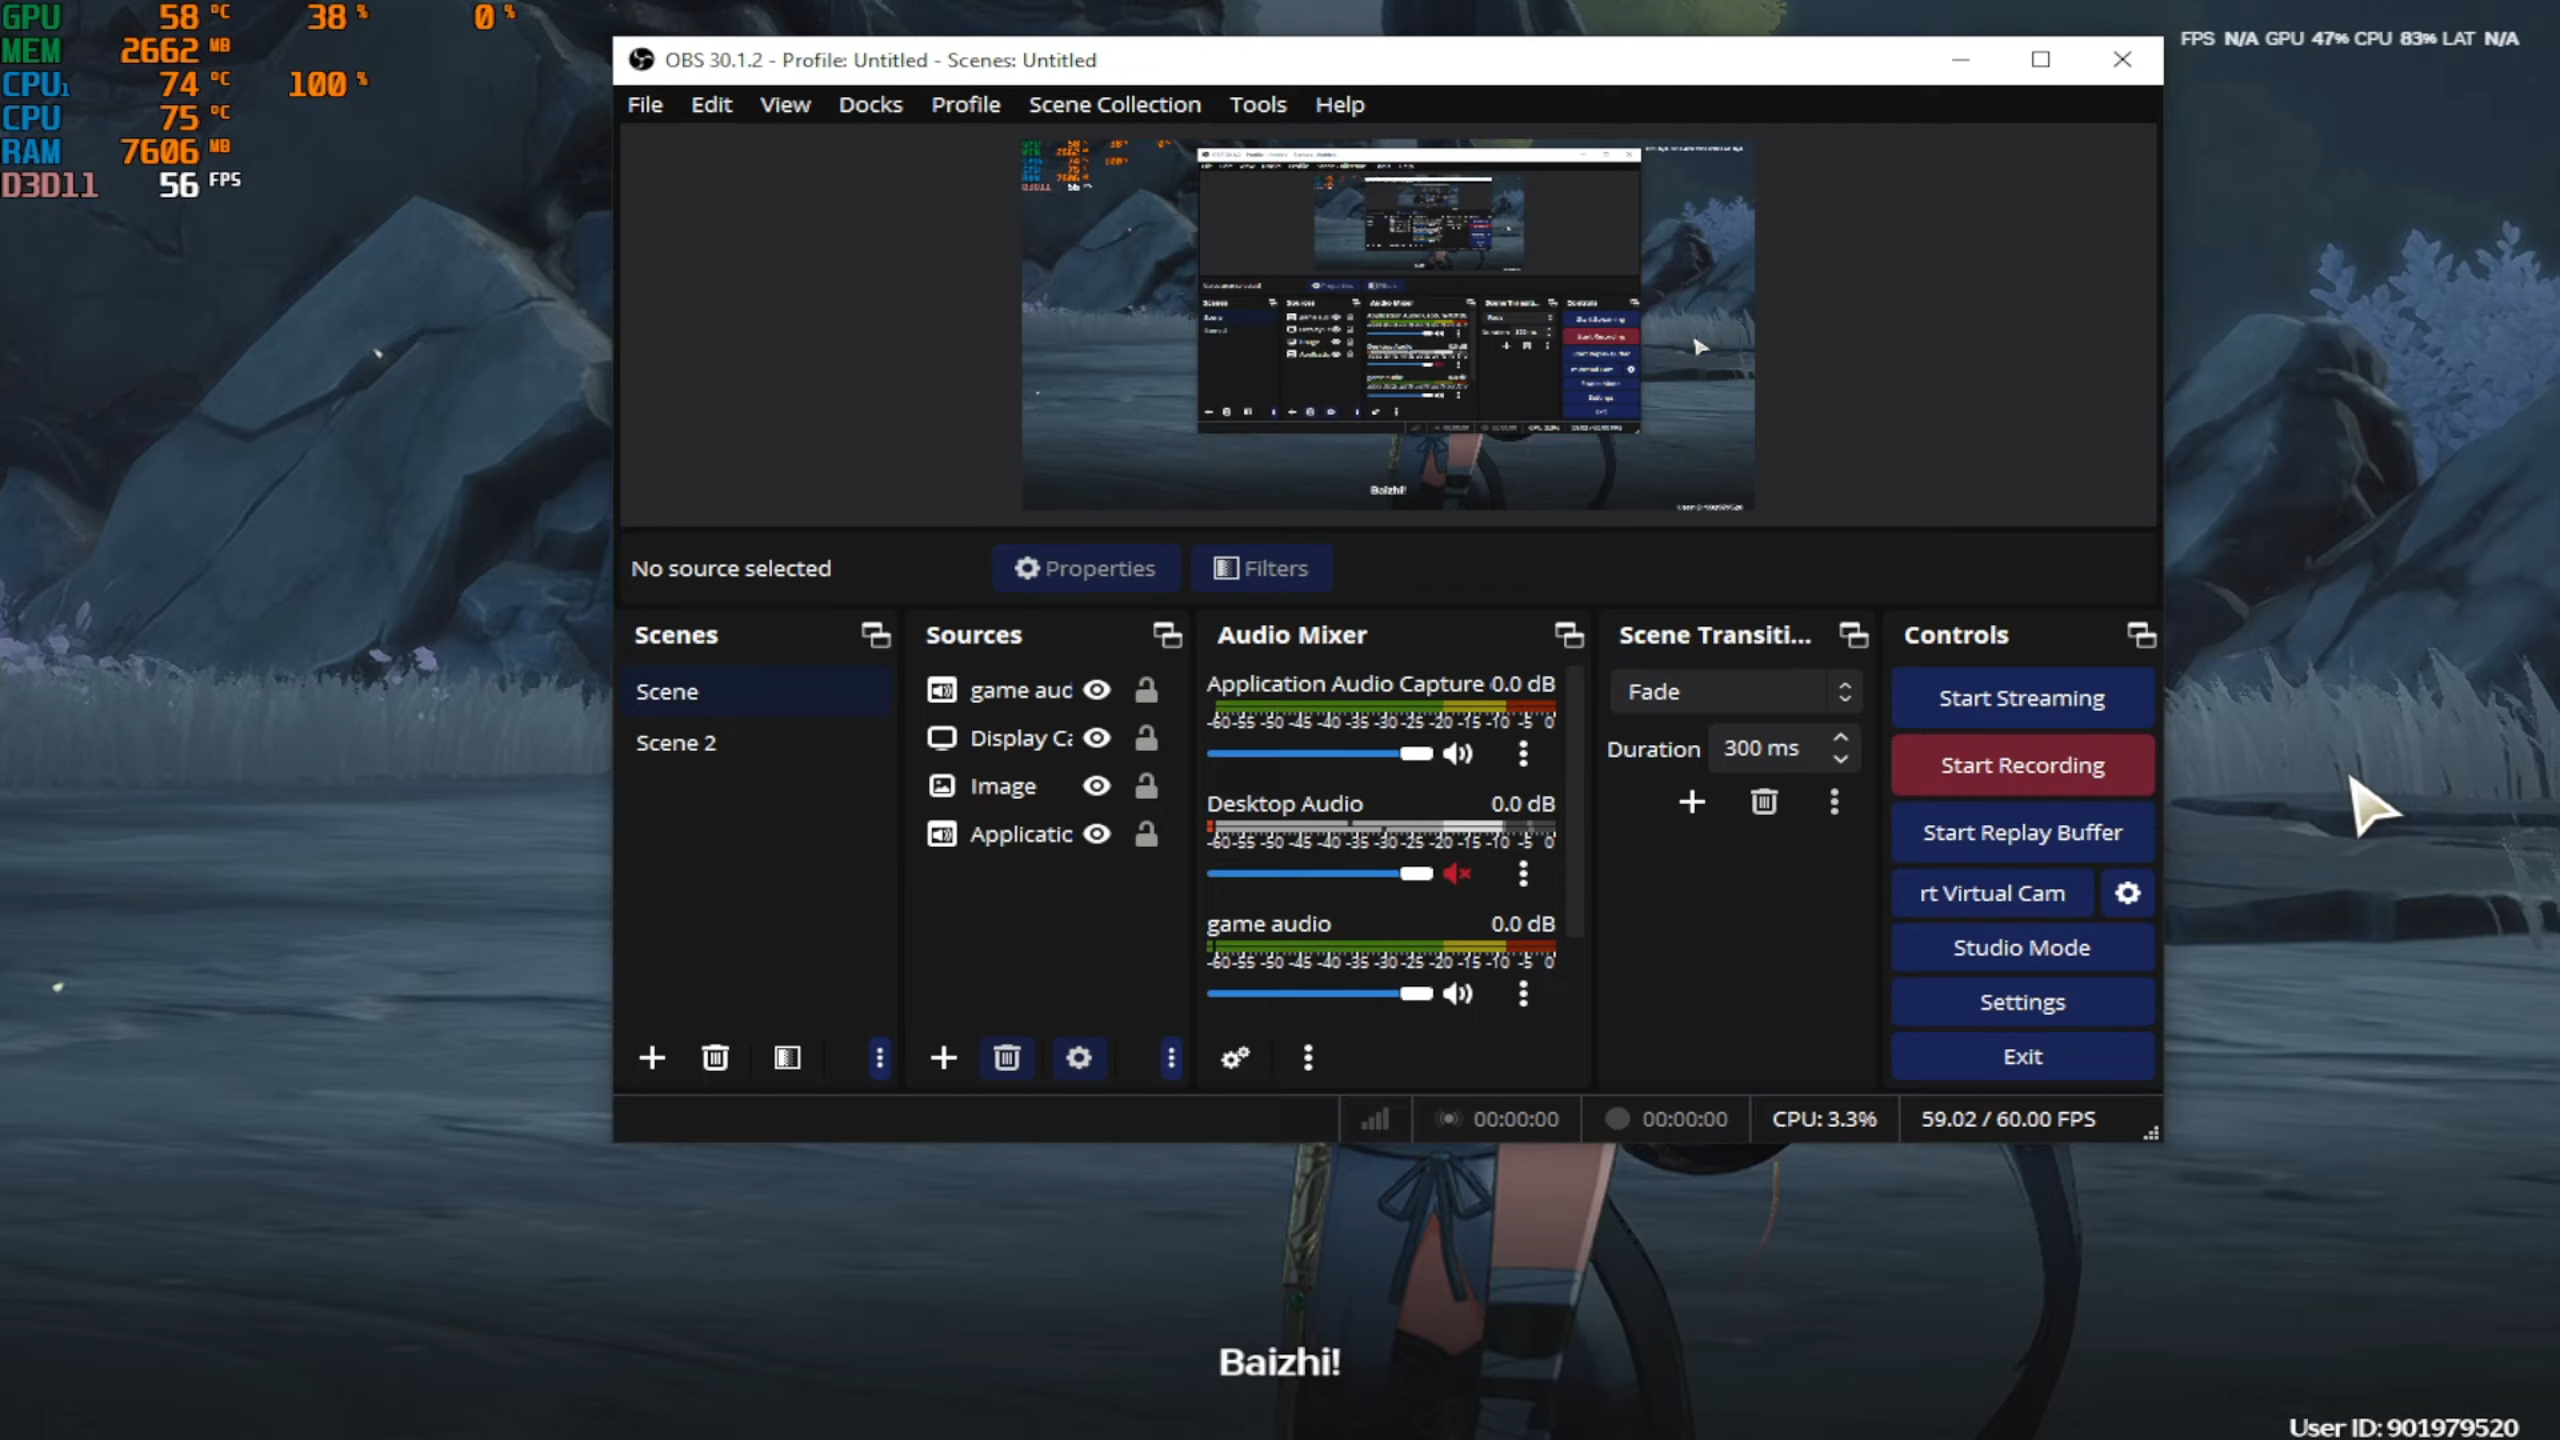 GPU 58 °C 38 % 0 %
MEM 2662 MB
CPU1 74 °C 100 %
CPU 75 °C
RAM 7606 MB
D3D11 56 FPS
FPS N/A GPU 47% CPU 83% LAT N/A
OBS 30.1.2 - Profile: Untitled - Scenes: Untitled
File Edit View Docks Profile Scene Collection Tools Help
Baizhi!
No source selected Properties Filters
Scenes
Scene
Scene 2
Sources
game aud
Display Ca
Image
Applicatic
Audio Mixer
Application Audio Capture 0.0 dB
-60 -55 -50 -45 -40 -35 -30 -25 -20 -15 -10 -5 0
Desktop Audio 0.0 dB
-60 -55 -50 -45 -40 -35 -30 -25 -20 -15 -10 -5 0
game audio 0.0 dB
-60 -55 -50 -45 -40 -35 -30 -25 -20 -15 -10 -5 0
Scene Transiti...
Fade
Duration 300 ms
Controls
Start Streaming
Start Recording
Start Replay Buffer
rt Virtual Cam
Studio Mode
Settings
Exit
00:00:00 00:00:00 CPU: 3.3% 59.02 / 60.00 FPS
Baizhi!
User ID: 901979520